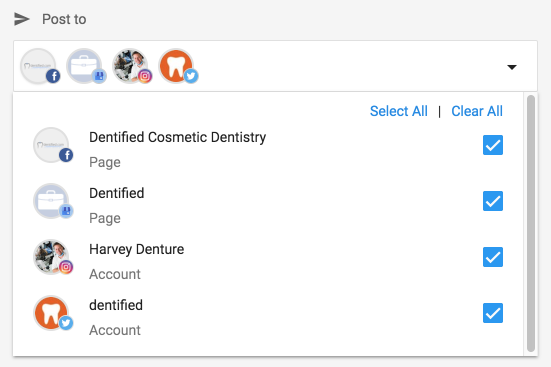 Post to
Select All | Clear All
Dentified Cosmetic Dentistry
Page
Dentified
Page
Harvey Denture
Account
dentified
Account